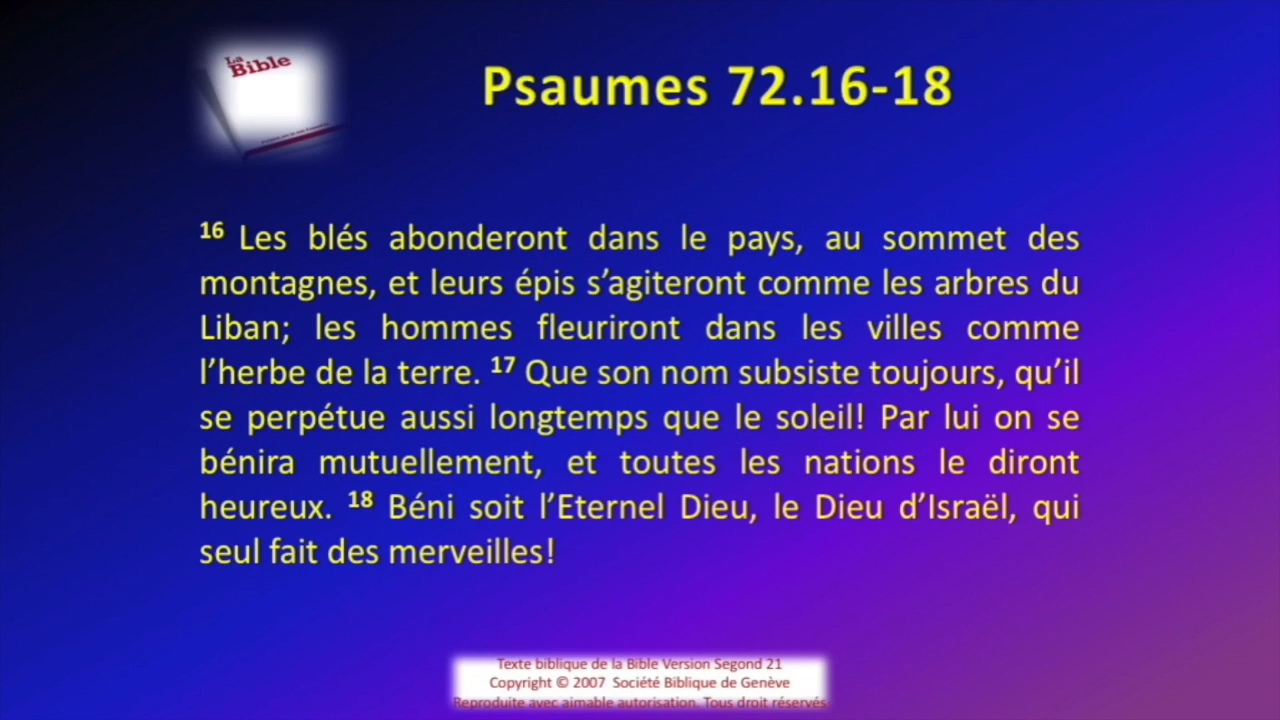 La
Bible
Psaumes 72.16-18
16 Les blés abonderont dans le pays, au sommet des
montagnes, et leurs épis s’agiteront comme les arbres du
Liban; les hommes fleuriront dans les villes comme
l’herbe de la terre. 17 Que son nom subsiste toujours, qu’il
se perpétue aussi longtemps que le soleil! Par lui on se
bénira mutuellement, et toutes les nations le diront
heureux. 18 Béni soit l’Eternel Dieu, le Dieu d’Israël, qui
seul fait des merveilles!
Texte biblique de la Bible Version Segond 21
Copyright © 2007 Société Biblique de Genève
Reproduite avec aimable autorisation. Tous droit réservés